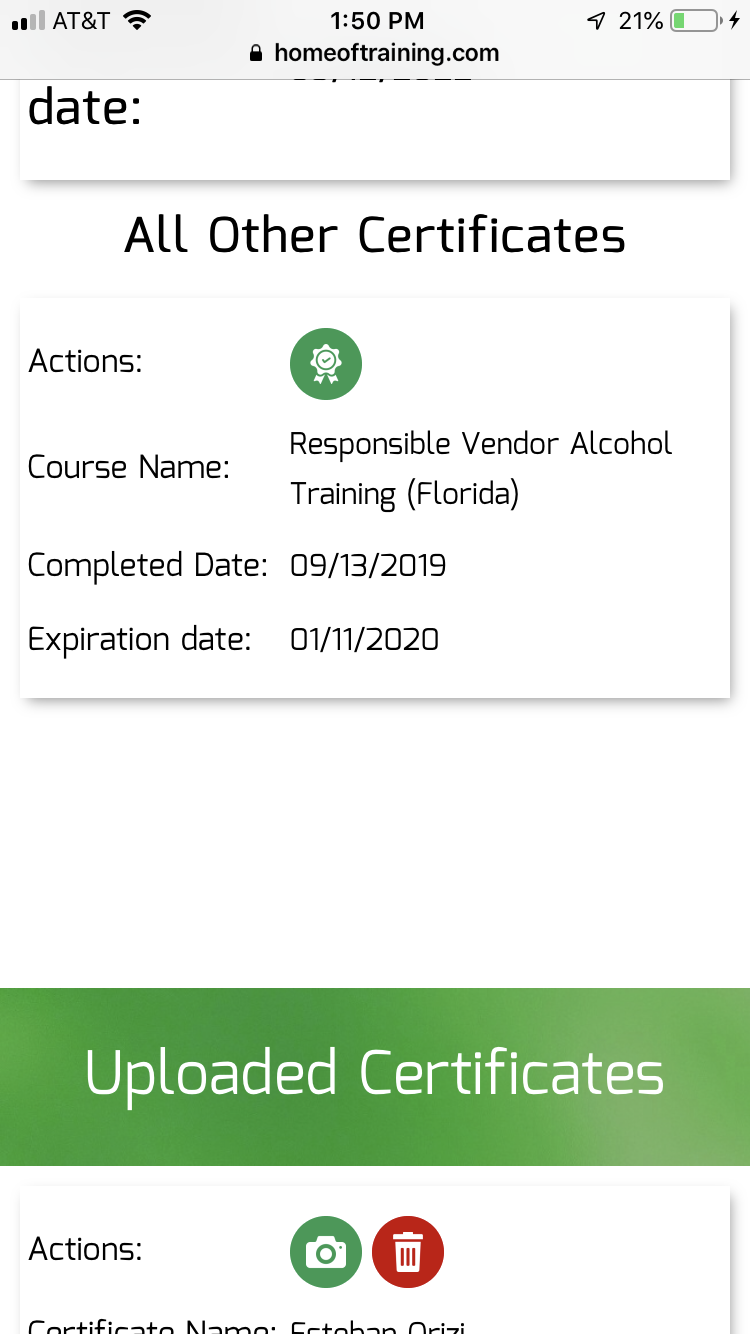 AT&T 1:50 PM 21%
homeoftraining.com
date:
All Other Certificates
Actions:
Course Name: Responsible Vendor Alcohol
Training (Florida)
Completed Date: 09/13/2019
Expiration date: 01/11/2020
Uploaded Certificates
Actions:
Certificate Name: Esteban Orizi